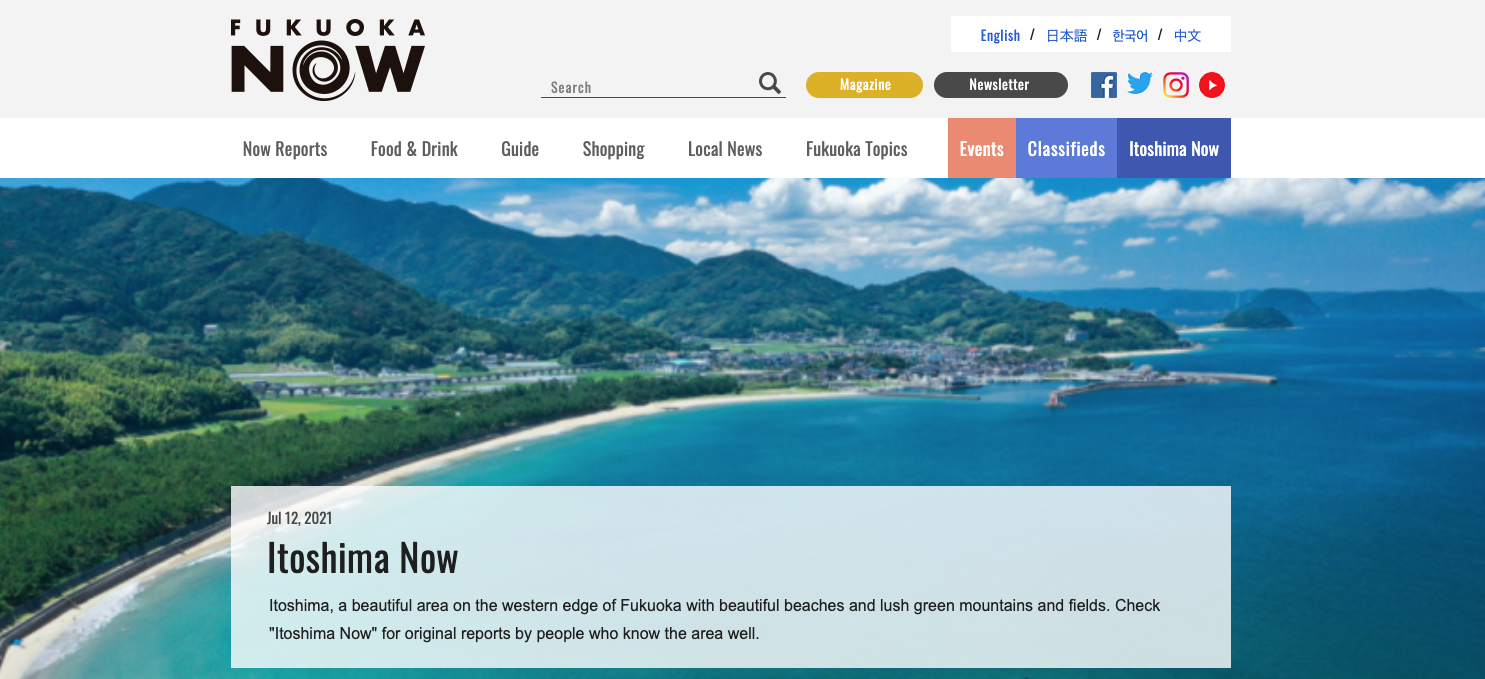 FUKUOKA
NOW
English / 日本語 / 한국어 / 中文
Search
Magazine
Newsletter
Now Reports
Food & Drink
Guide
Shopping
Local News
Fukuoka Topics
Events
Classifieds
Itoshima Now
Jul 12, 2021
Itoshima Now
Itoshima, a beautiful area on the western edge of Fukuoka with beautiful beaches and lush green mountains and fields. Check
"Itoshima Now" for original reports by people who know the area well.